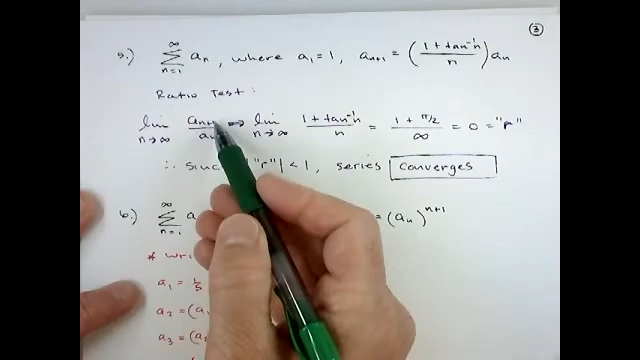 ③
5.) ∞ Σ n=1 aₙ, where a₁=1, aₙ₊₁ = (1+tan⁻¹n / n) aₙ
Ratio Test:
lim n→∞ aₙ₊₁/aₙ ⇒ lim n→∞ 1+tan⁻¹n / n = 1+π/2 / ∞ = 0 = "r"
∴ since |"r"| < 1, series converges
6.) ∞ Σ n=1 = (aₙ)ⁿ⁺¹
a₁ = 1/5
a₂ =
a₃ =